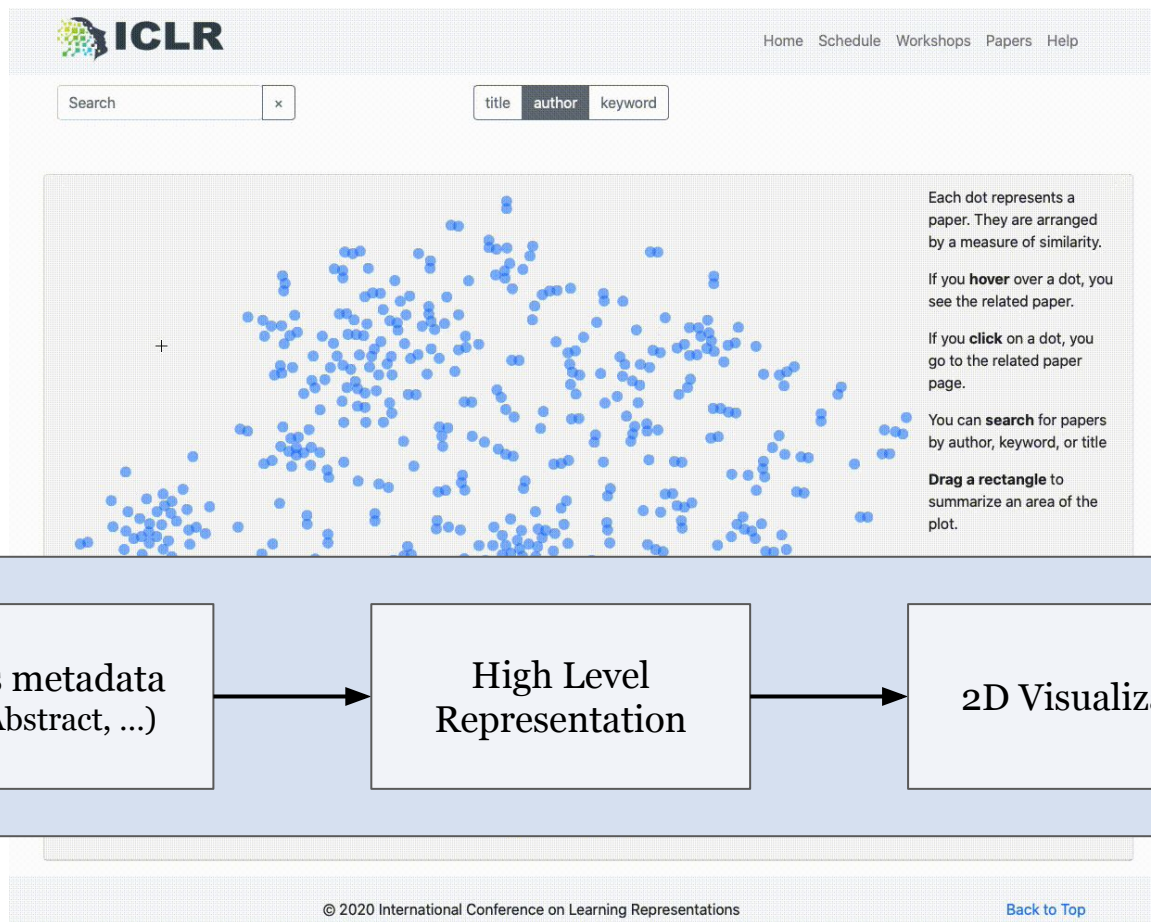 ICLR
Home Schedule Workshops Papers Help
Search × title author keyword
Each dot represents a
paper. They are arranged
by a measure of similarity.
If you hover over a dot, you
see the related paper.
If you click on a dot, you
go to the related paper
page.
You can search for papers
by author, keyword, or title
Drag a rectangle to
summarize an area of the
plot.
metadata
Abstract, ...)
High Level
Representation
2D Visualiza
© 2020 International Conference on Learning Representations
Back to Top